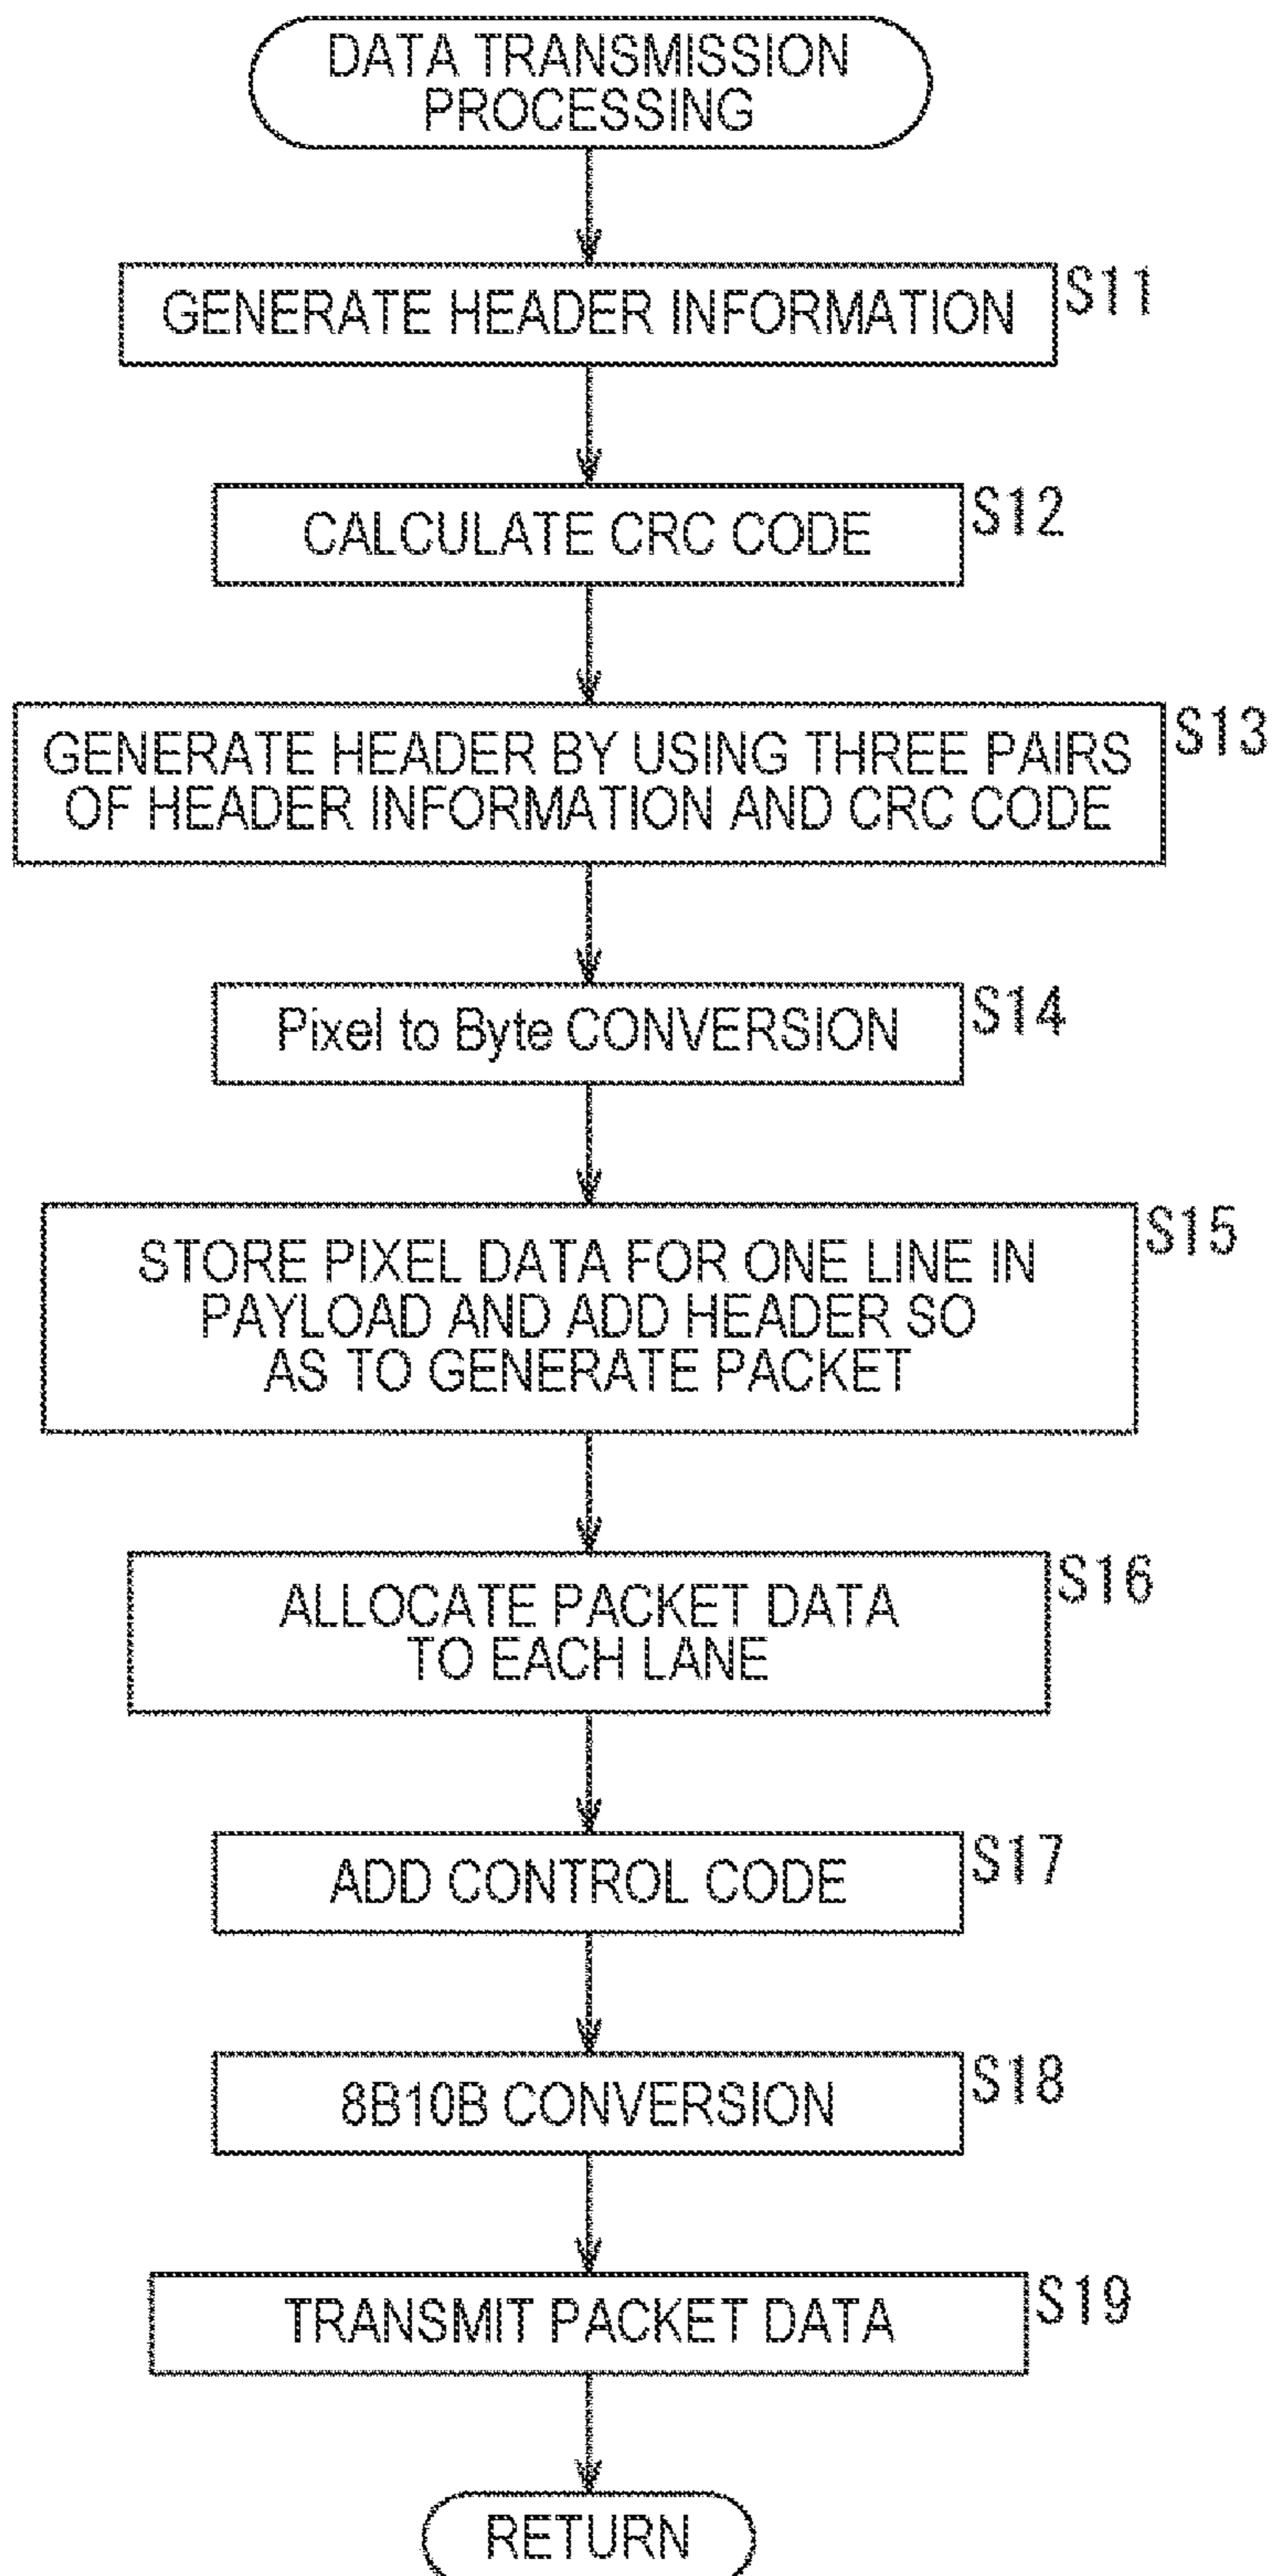 DATA TRANSMISSION
PROCESSING
GENERATE HEADER INFORMATION
S11
CALCULATE CRC CODE
S12
GENERATE HEADER BY USING THREE PAIRS
OF HEADER INFORMATION AND CRC CODE
S13
Pixel to Byte CONVERSION
S14
STORE PIXEL DATA FOR ONE LINE IN
PAYLOAD AND ADD HEADER SO
AS TO GENERATE PACKET
S15
ALLOCATE PACKET DATA
TO EACH LANE
S16
ADD CONTROL CODE
S17
8B10B CONVERSION
S18
TRANSMIT PACKET DATA
S19
RETURN